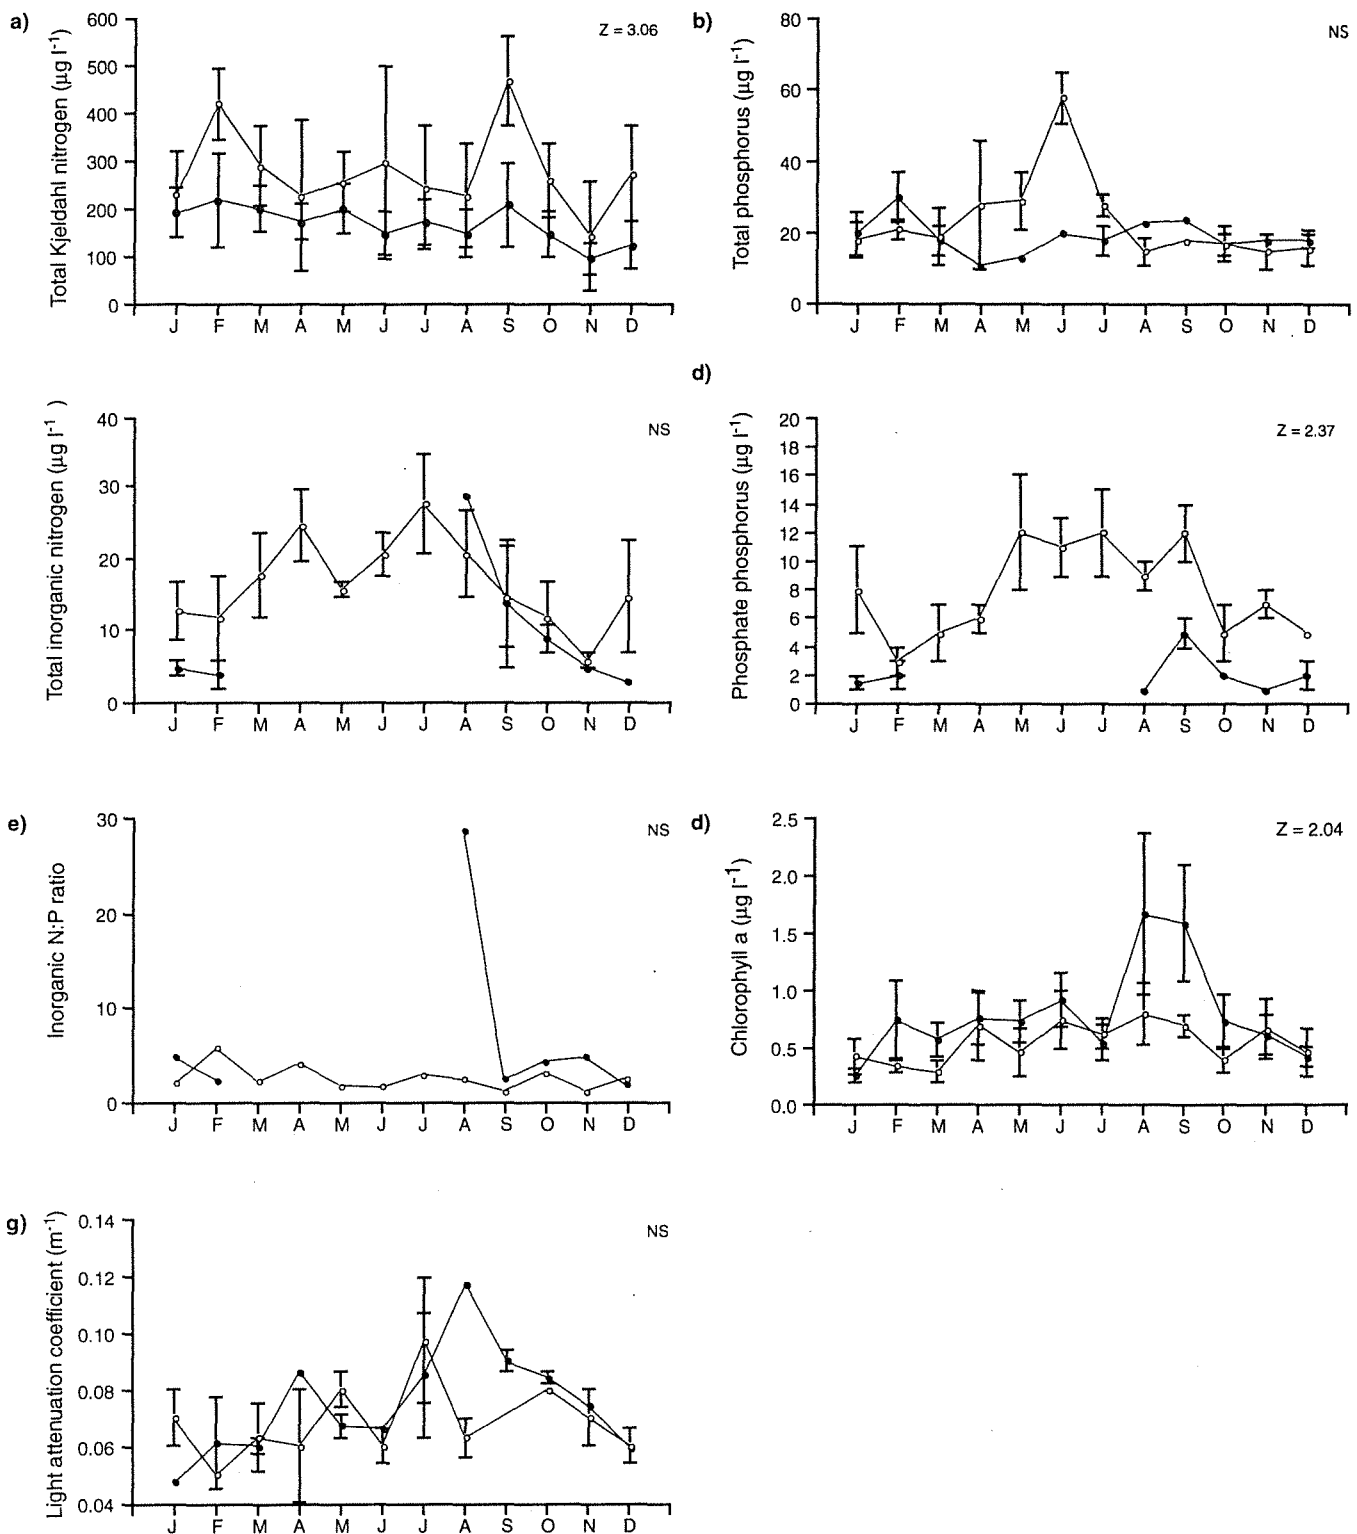 a)
Total Kjeldahl nitrogen (µg l⁻¹)
600
500
400
300
200
100
0
Z = 3.06
J F M A M J J A S O N D
b)
Total phosphorus (µg l⁻¹)
80
60
40
20
0
NS
J F M A M J J A S O N D
Total inorganic nitrogen (µg l⁻¹ )
40
30
20
10
0
NS
J F M A M J J A S O N D
d)
Phosphate phosphorus (µg l⁻¹)
20
18
16
14
12
10
8
6
4
2
0
Z = 2.37
J F M A M J J A S O N D
e)
Inorganic N:P ratio
30
20
10
0
NS
J F M A M J J A S O N D
d)
Chlorophyll a (µg l⁻¹)
2.5
2.0
1.5
1.0
0.5
0.0
Z = 2.04
J F M A M J J A S O N D
g)
Light attenuation coefficient (m⁻¹)
0.14
0.12
0.10
0.08
0.06
0.04
NS
J F M A M J J A S O N D